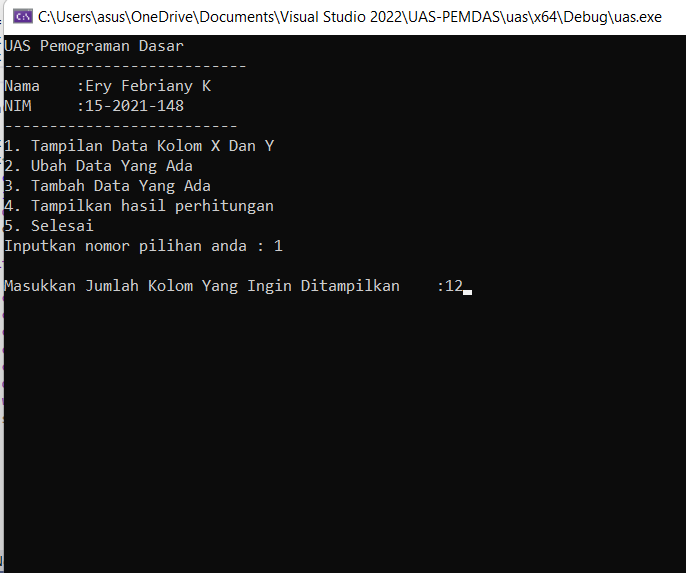 C:\Users\asus\OneDrive\Documents\Visual Studio 2022\UAS-PEMDAS\uas\x64\Debug\uas.exe
UAS Pemograman Dasar
---------------------------
Nama    :Ery Febriany K
NIM     :15-2021-148
--------------------------
1. Tampilan Data Kolom X Dan Y
2. Ubah Data Yang Ada
3. Tambah Data Yang Ada
4. Tampilkan hasil perhitungan
5. Selesai
Inputkan nomor pilihan anda : 1
Masukkan Jumlah Kolom Yang Ingin Ditampilkan    :12